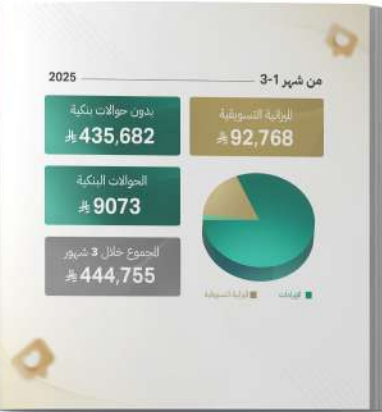 من شهر 1-3
2025
الميزانية التسويقية
92,768
بدون حوالات بنكية
435,682
الحوالات البنكية
9073
المجموع خلال 3 شهور
444,755
الإيرادات
الميزانية التسويقية